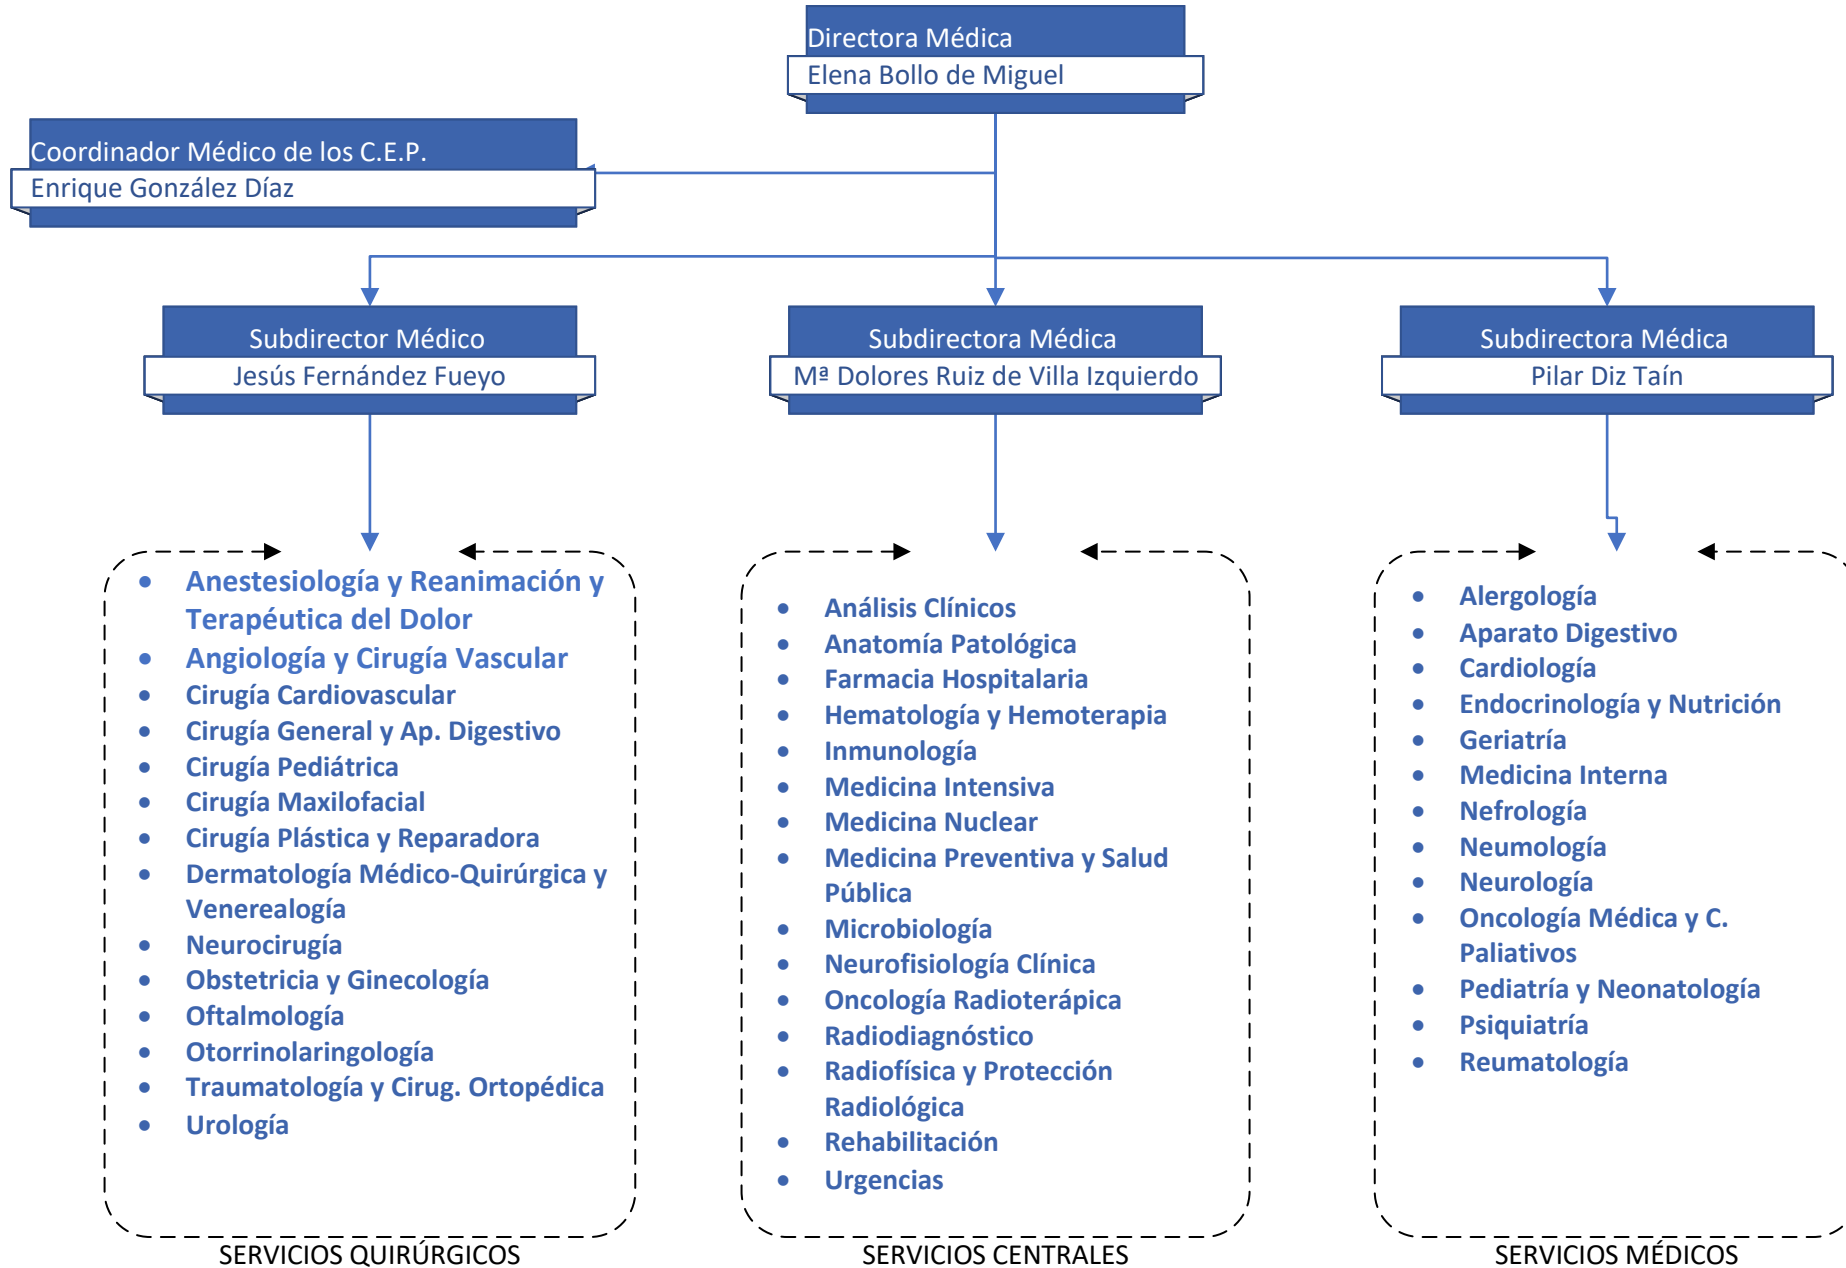 Directora Médica
Elena Bollo de Miguel
Coordinador Médico de los C.E.P.
Enrique González Díaz
Subdirector Médico
Jesús Fernández Fueyo
Subdirectora Médica
Mª Dolores Ruiz de Villa Izquierdo
Subdirectora Médica
Pilar Diz Taín
• Anestesiología y Reanimación y
Terapéutica del Dolor
• Angiología y Cirugía Vascular
• Cirugía Cardiovascular
• Cirugía General y Ap. Digestivo
• Cirugía Pediátrica
• Cirugía Maxilofacial
• Cirugía Plástica y Reparadora
• Dermatología Médico-Quirúrgica y
Venerealogía
• Neurocirugía
• Obstetricia y Ginecología
• Oftalmología
• Otorrinolaringología
• Traumatología y Cirug. Ortopédica
• Urología
SERVICIOS QUIRÚRGICOS
• Análisis Clínicos
• Anatomía Patológica
• Farmacia Hospitalaria
• Hematología y Hemoterapia
• Inmunología
• Medicina Intensiva
• Medicina Nuclear
• Medicina Preventiva y Salud
Pública
• Microbiología
• Neurofisiología Clínica
• Oncología Radioterápica
• Radiodiagnóstico
• Radiofísica y Protección
Radiológica
• Rehabilitación
• Urgencias
SERVICIOS CENTRALES
• Alergología
• Aparato Digestivo
• Cardiología
• Endocrinología y Nutrición
• Geriatría
• Medicina Interna
• Nefrología
• Neumología
• Neurología
• Oncología Médica y C.
Paliativos
• Pediatría y Neonatología
• Psiquiatría
• Reumatología
SERVICIOS MÉDICOS